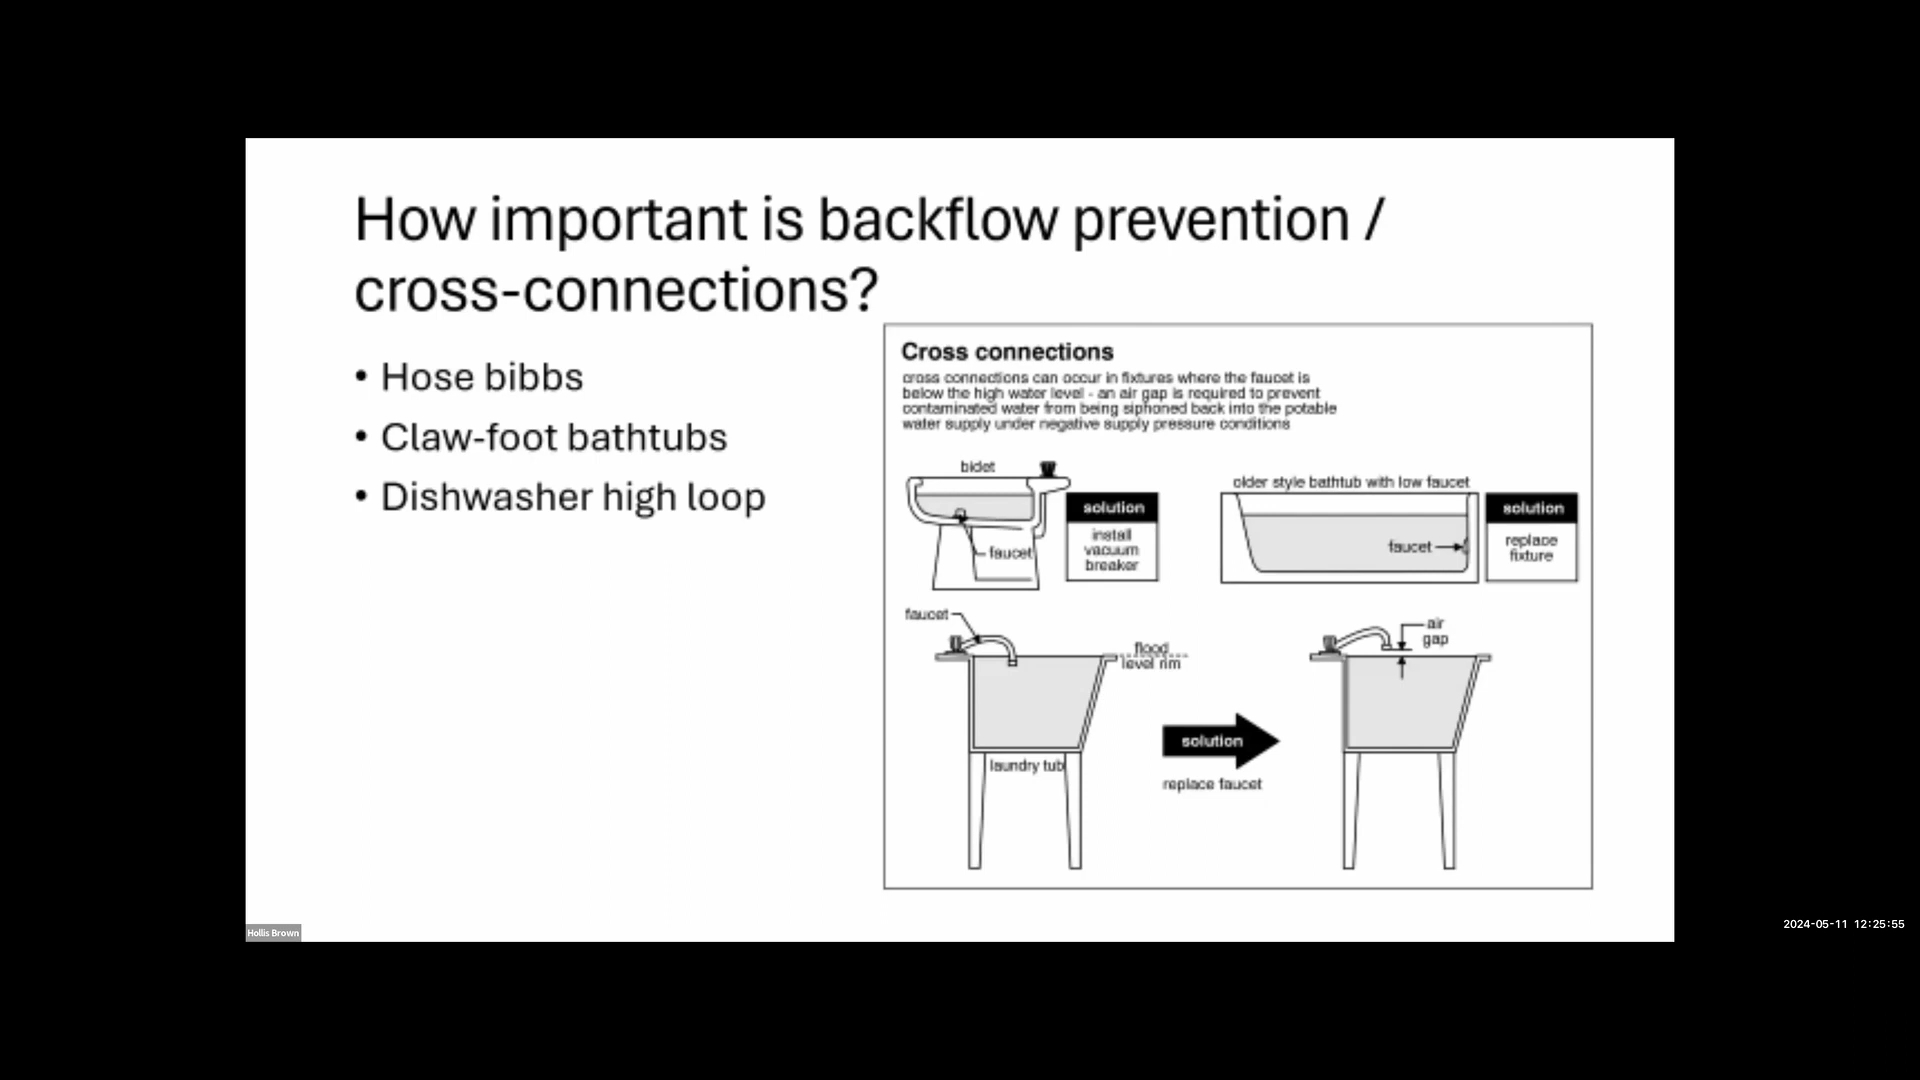 How important is backflow prevention /
cross-connections?
• Hose bibbs
• Claw-foot bathtubs
• Dishwasher high loop
Cross connections
cross connections can occur in fixtures where the faucet is
below the high water level - an air gap is required to prevent
contaminated water from being siphoned back into the potable
water supply under negative supply pressure conditions
bidet
faucet
solution
install
vacuum
breaker
older style bathtub with low faucet
faucet
solution
replace
fixture
faucet
flood
level rim
laundry tub
solution
replace faucet
air
gap
Hollis Brown
2024-05-11 12:25:55